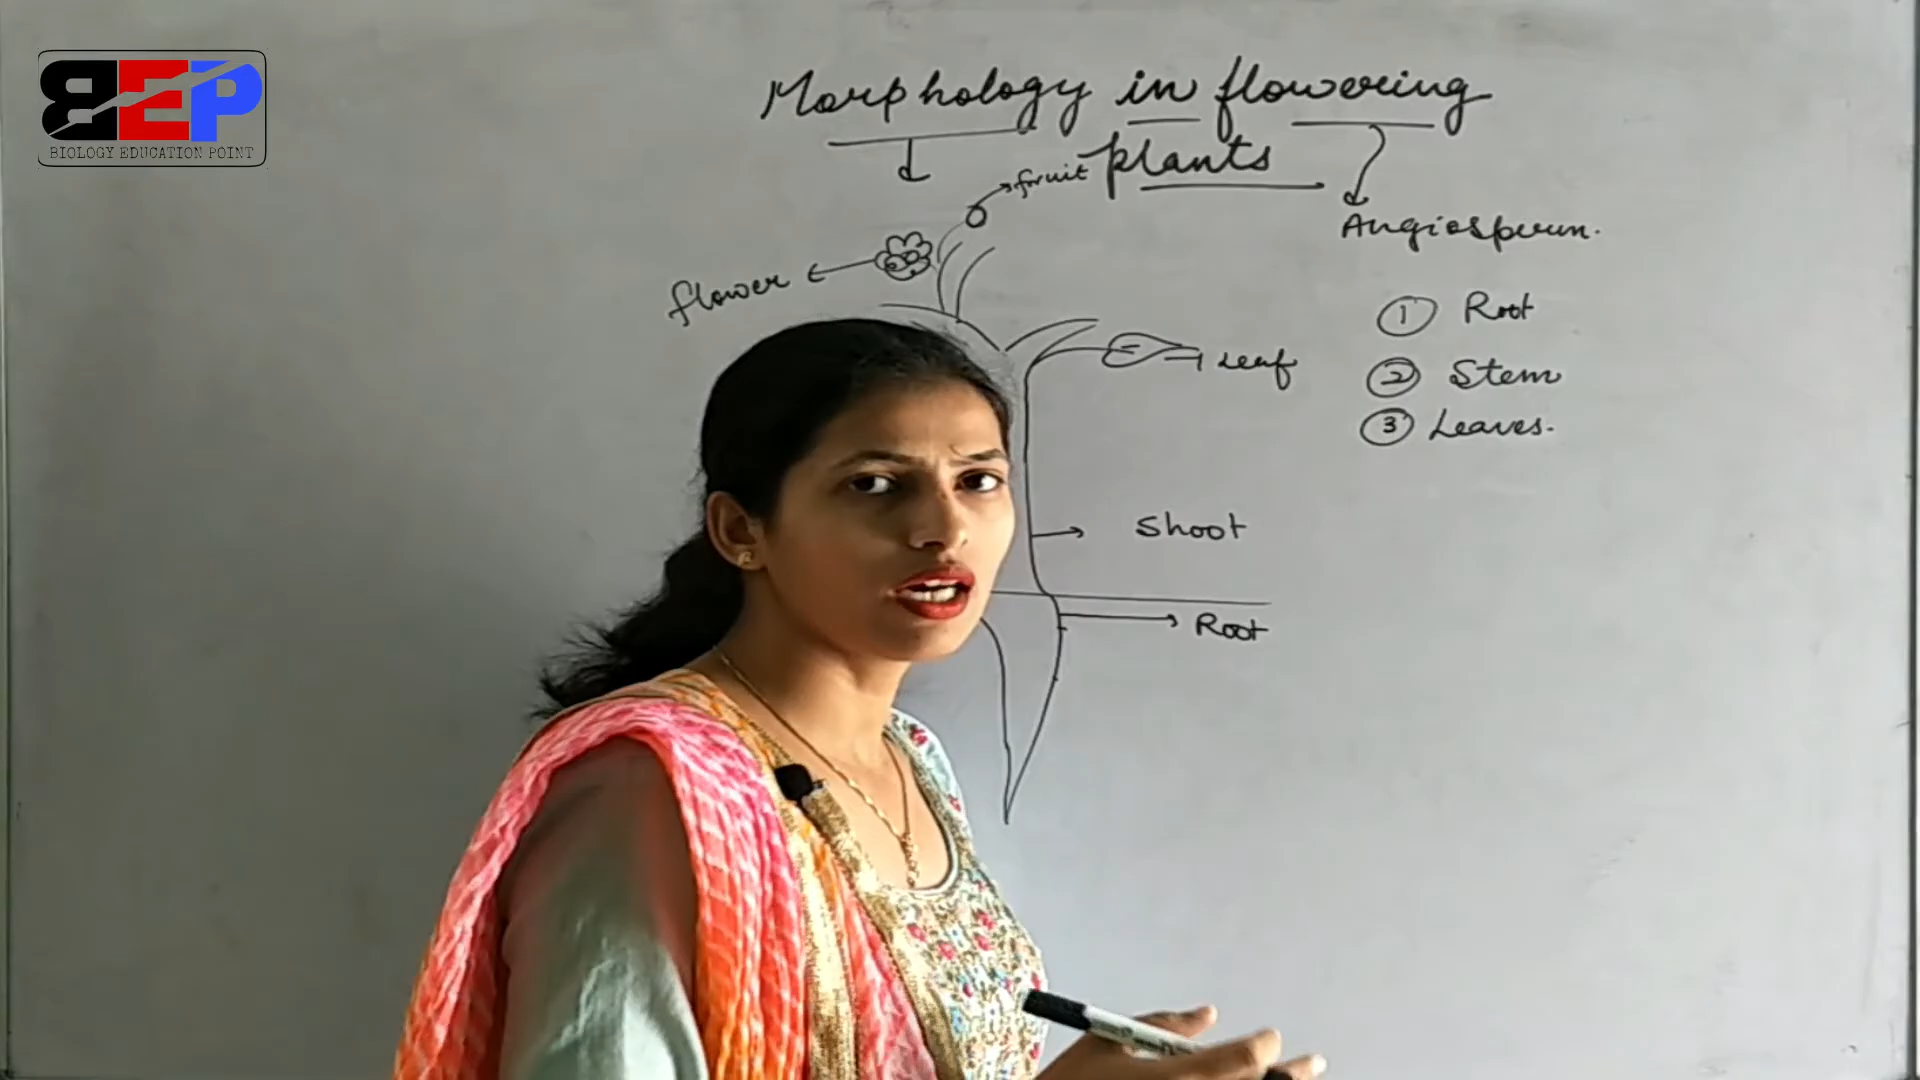 BEP
BIOLOGY EDUCATION POINT
Morphology in flowering
plants
fruit
Angiosperm.
flower
① Root
Leaf
② Stem
③ Leaves.
Shoot
Root